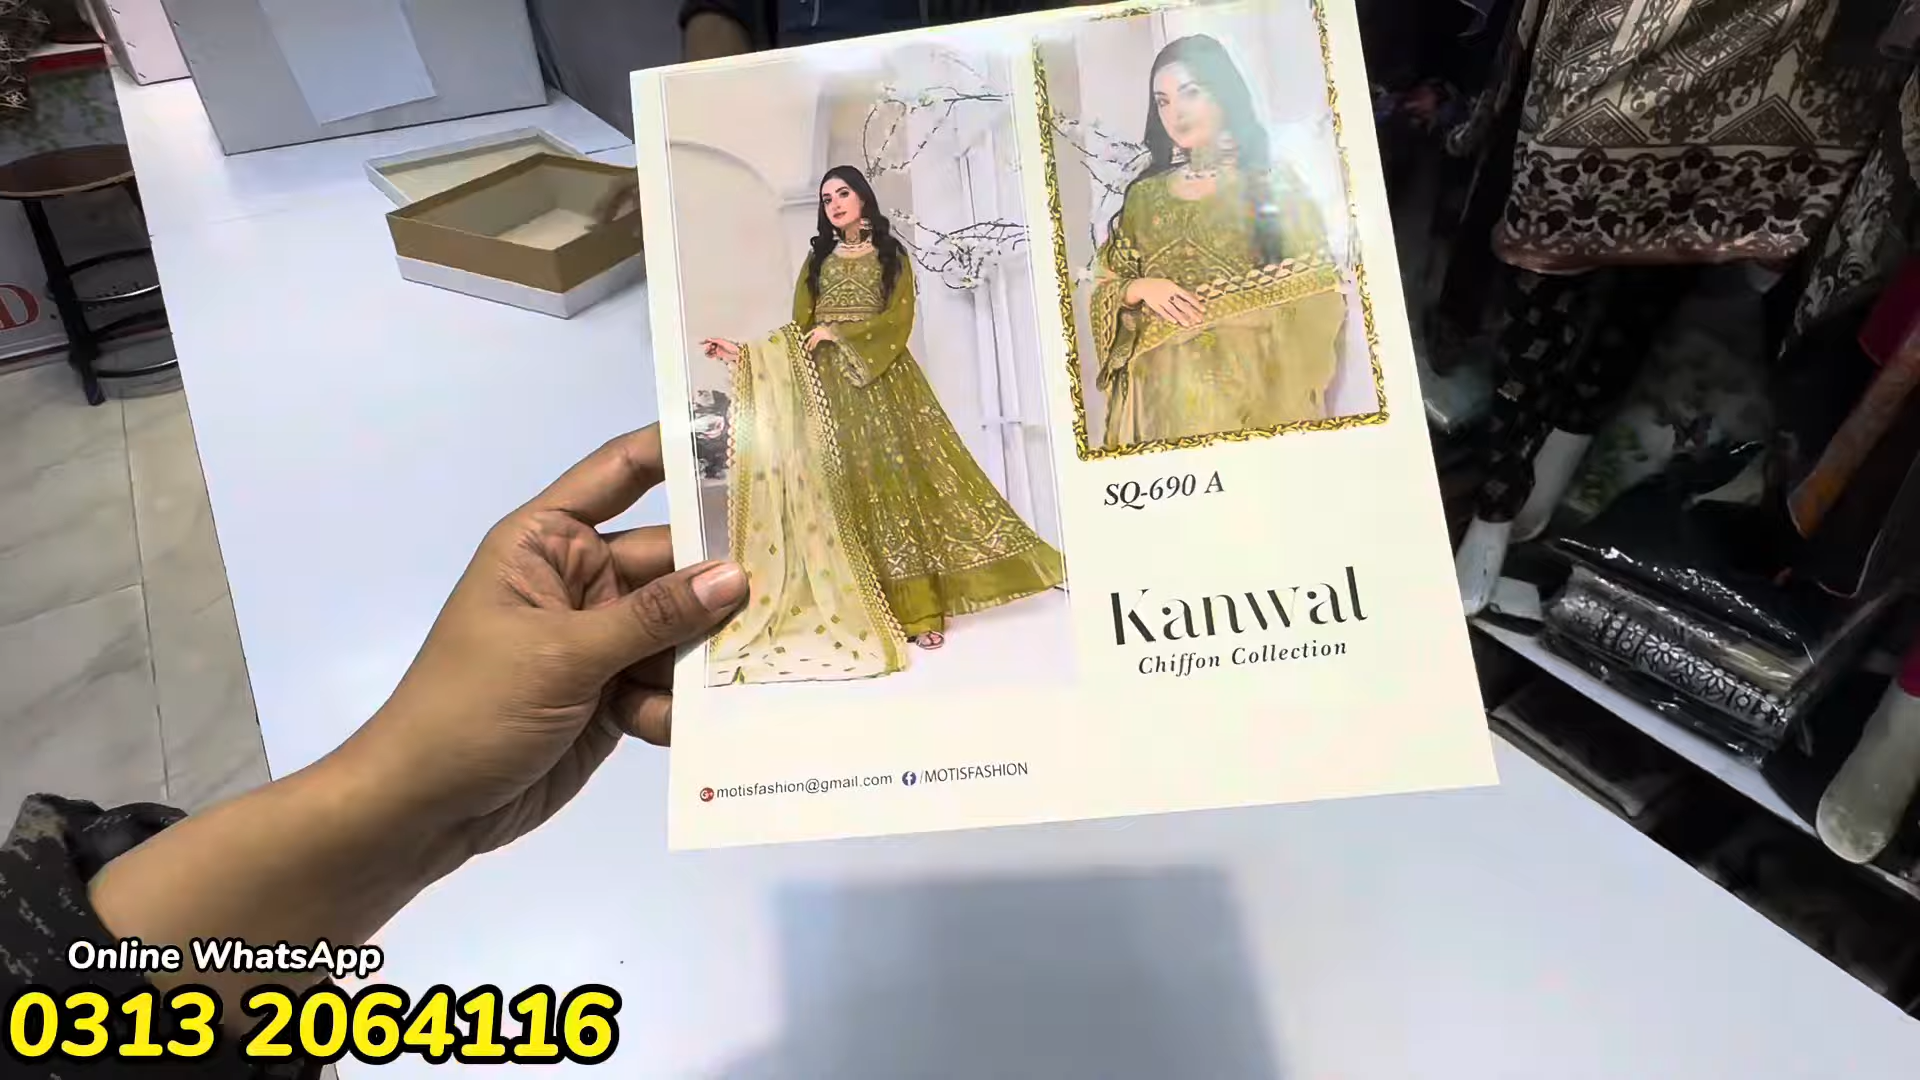 SQ-690 A
Kanwal
Chiffon Collection
motisfashion@gmail.com /MOTISFASHION
Online WhatsApp
0313 2064116